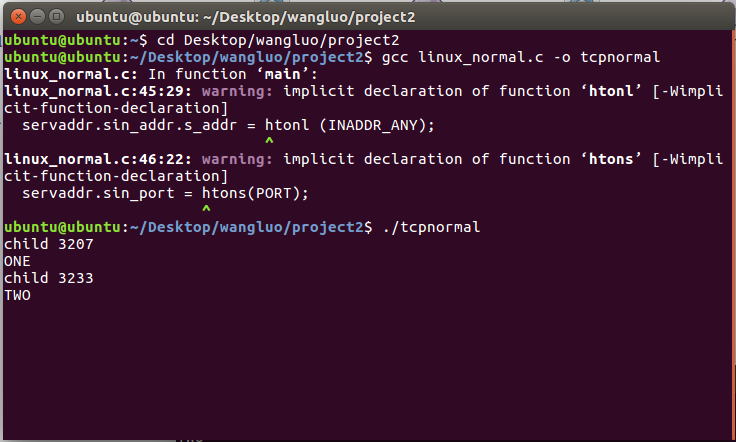 ubuntu@ubuntu: ~/Desktop/wangluo/project2
ubuntu@ubuntu:~$ cd Desktop/wangluo/project2
ubuntu@ubuntu:~/Desktop/wangluo/project2$ gcc linux_normal.c -o tcpnormal
linux_normal.c: In function ‘main’:
linux_normal.c:45:29: warning: implicit declaration of function ‘htonl’ [-Wimpli
cit-function-declaration]
  servaddr.sin_addr.s_addr = htonl (INADDR_ANY);
                             ^
linux_normal.c:46:22: warning: implicit declaration of function ‘htons’ [-Wimpli
cit-function-declaration]
  servaddr.sin_port = htons(PORT);
                      ^
ubuntu@ubuntu:~/Desktop/wangluo/project2$ ./tcpnormal
child 3207
ONE
child 3233
TWO